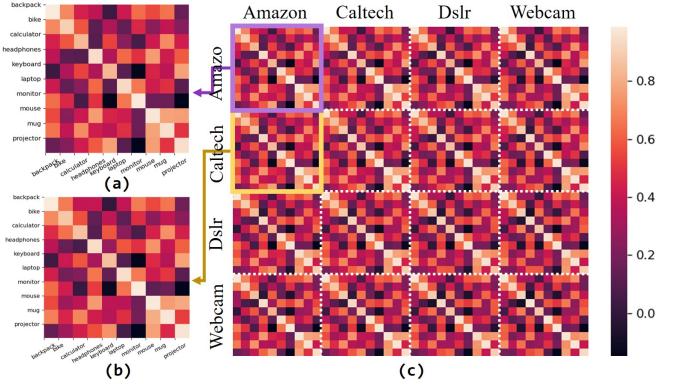 Amazon Caltech Dslr Webcam
backpack
bike
calculator
headphones
keyboard
laptop
monitor
mouse
mug
projector
backpack
bike
calculator
headphones
keyboard
laptop
monitor
mouse
mug
projector
(a)
backpack
bike
calculator
headphones
keyboard
laptop
monitor
mouse
mug
projector
backpack
bike
calculator
headphones
keyboard
laptop
monitor
mouse
mug
projector
(b)
Amazo
Caltech
Dslr
Webcam
(c)
0.8
0.6
0.4
0.2
0.0